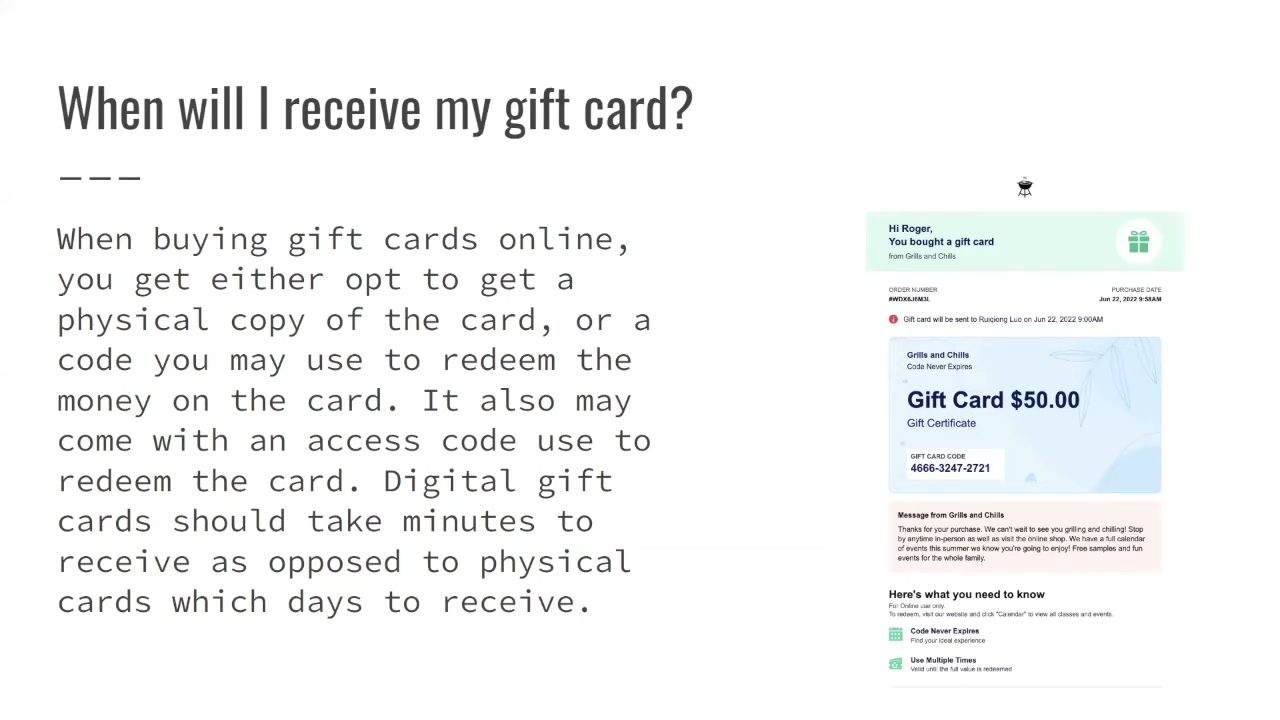 When will I receive my gift card?
When buying gift cards online,
you get either opt to get a
physical copy of the card, or a
code you may use to redeem the
money on the card. It also may
come with an access code use to
redeem the card. Digital gift
cards should take minutes to
receive as opposed to physical
cards which days to receive.
Hi Roger,
You bought a gift card
from Grills and Chills
ORDER NUMBER
#WDX6J6M3L
PURCHASE DATE
Jun 22, 2022 9:58AM
Gift card will be sent to Ruiqiong Luo on Jun 22, 2022 9:00AM
Grills and Chills
Code Never Expires
Gift Card $50.00
Gift Certificate
GIFT CARD CODE
4666-3247-2721
Message from Grills and Chills
Thanks for your purchase. We can't wait to see you grilling and chilling! Stop
by anytime in-person as well as visit the online shop. We have a full calendar
of events this summer we know you're going to enjoy! Free samples and fun
events for the whole family.
Here's what you need to know
For Online use only.
To redeem, visit our website and click "Calendar" to view all classes and events.
Code Never Expires
Find your ideal experience
Use Multiple Times
Valid until the full value is redeemed